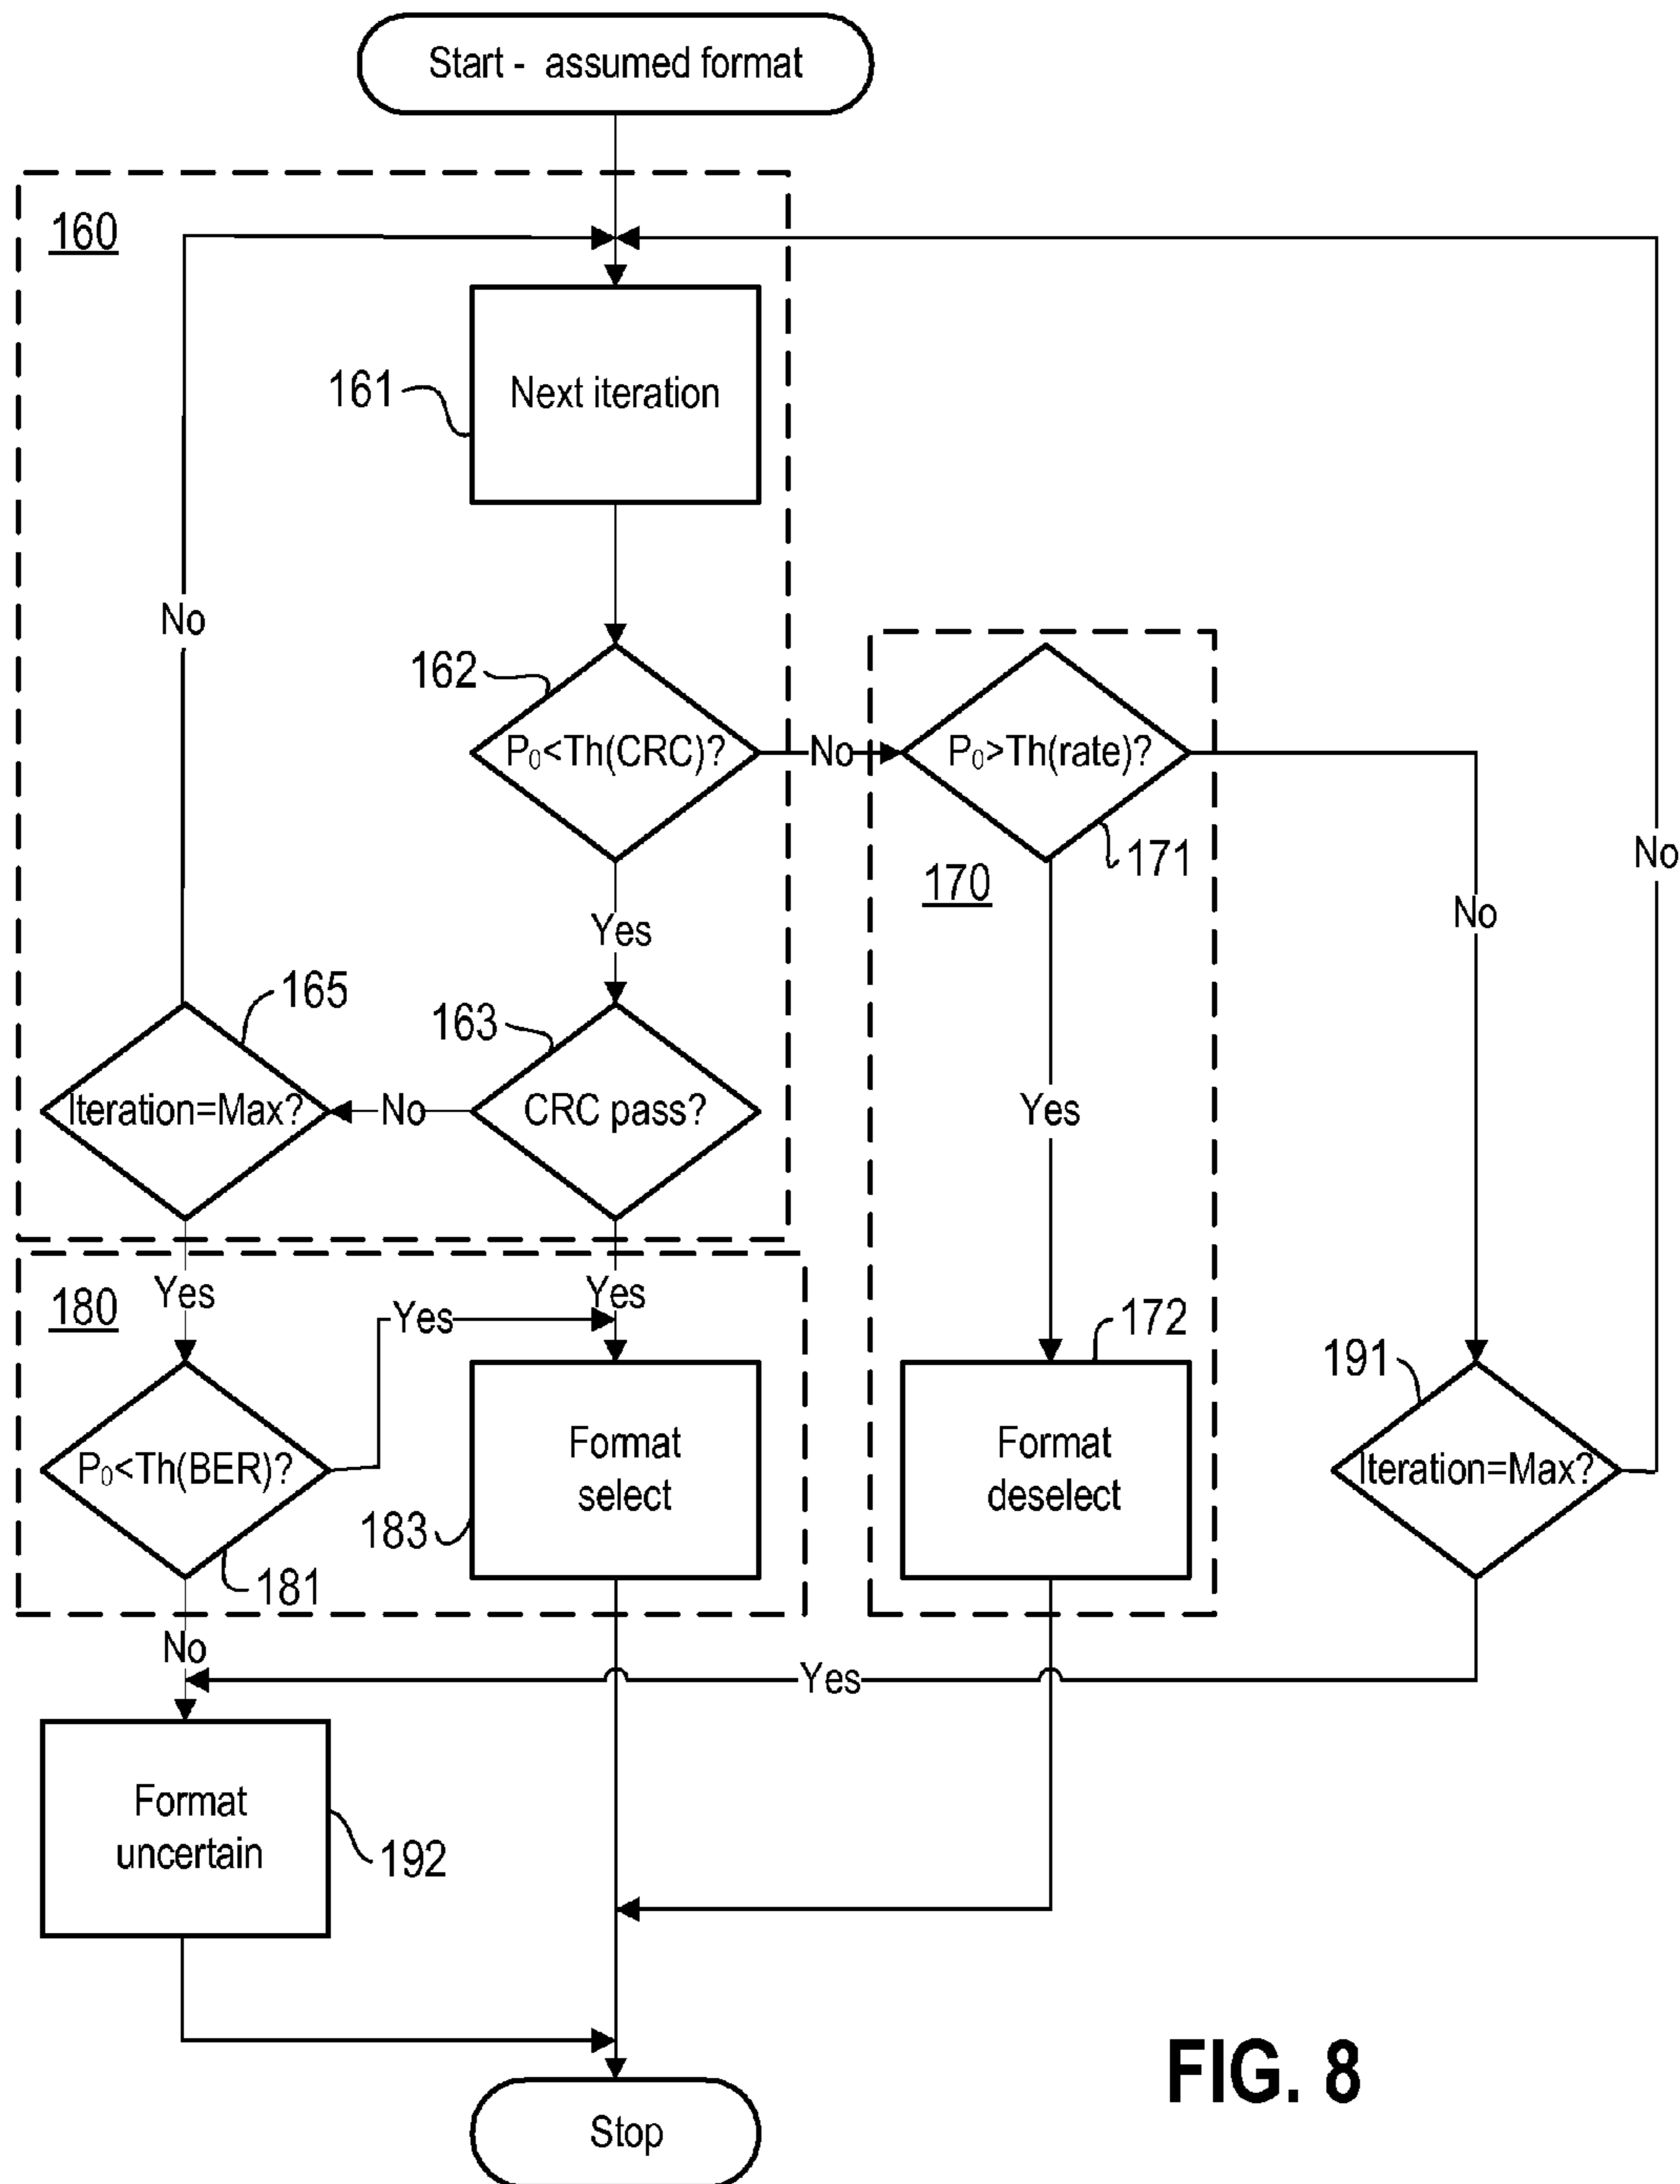 Start - assumed format
160
161
Next iteration
No
162
P₀<Th(CRC)?
No
P₀>Th(rate)?
171
170
No
No
Yes
165
163
Iteration=Max?
No
CRC pass?
Yes
Yes
180
Yes
Yes
172
191
P₀<Th(BER)?
Format
select
183
181
Format
deselect
Iteration=Max?
No
Yes
Format
uncertain
192
Stop
FIG. 8